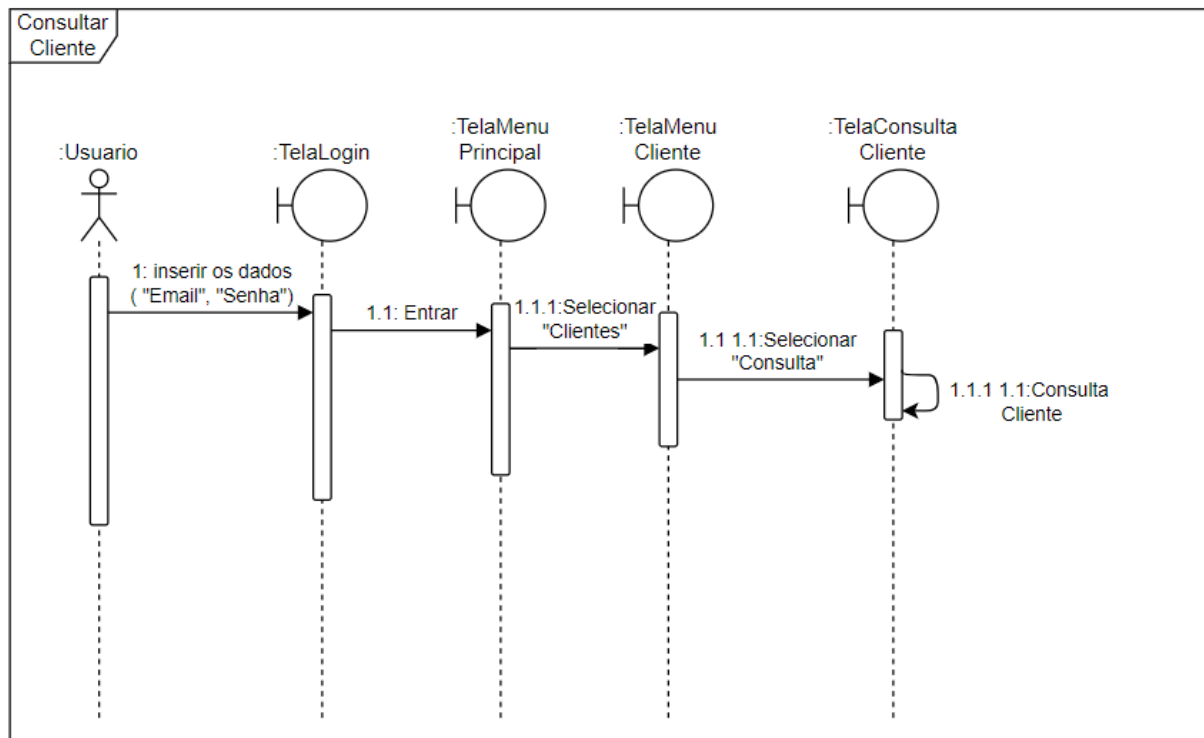 Consultar
Cliente
:Usuario
:TelaLogin
:TelaMenu
Principal
:TelaMenu
Cliente
:TelaConsulta
Cliente
1: inserir os dados
( "Email", "Senha")
1.1: Entrar
1.1.1:Selecionar
"Clientes"
1.1 1.1:Selecionar
"Consulta"
1.1.1 1.1:Consulta
Cliente